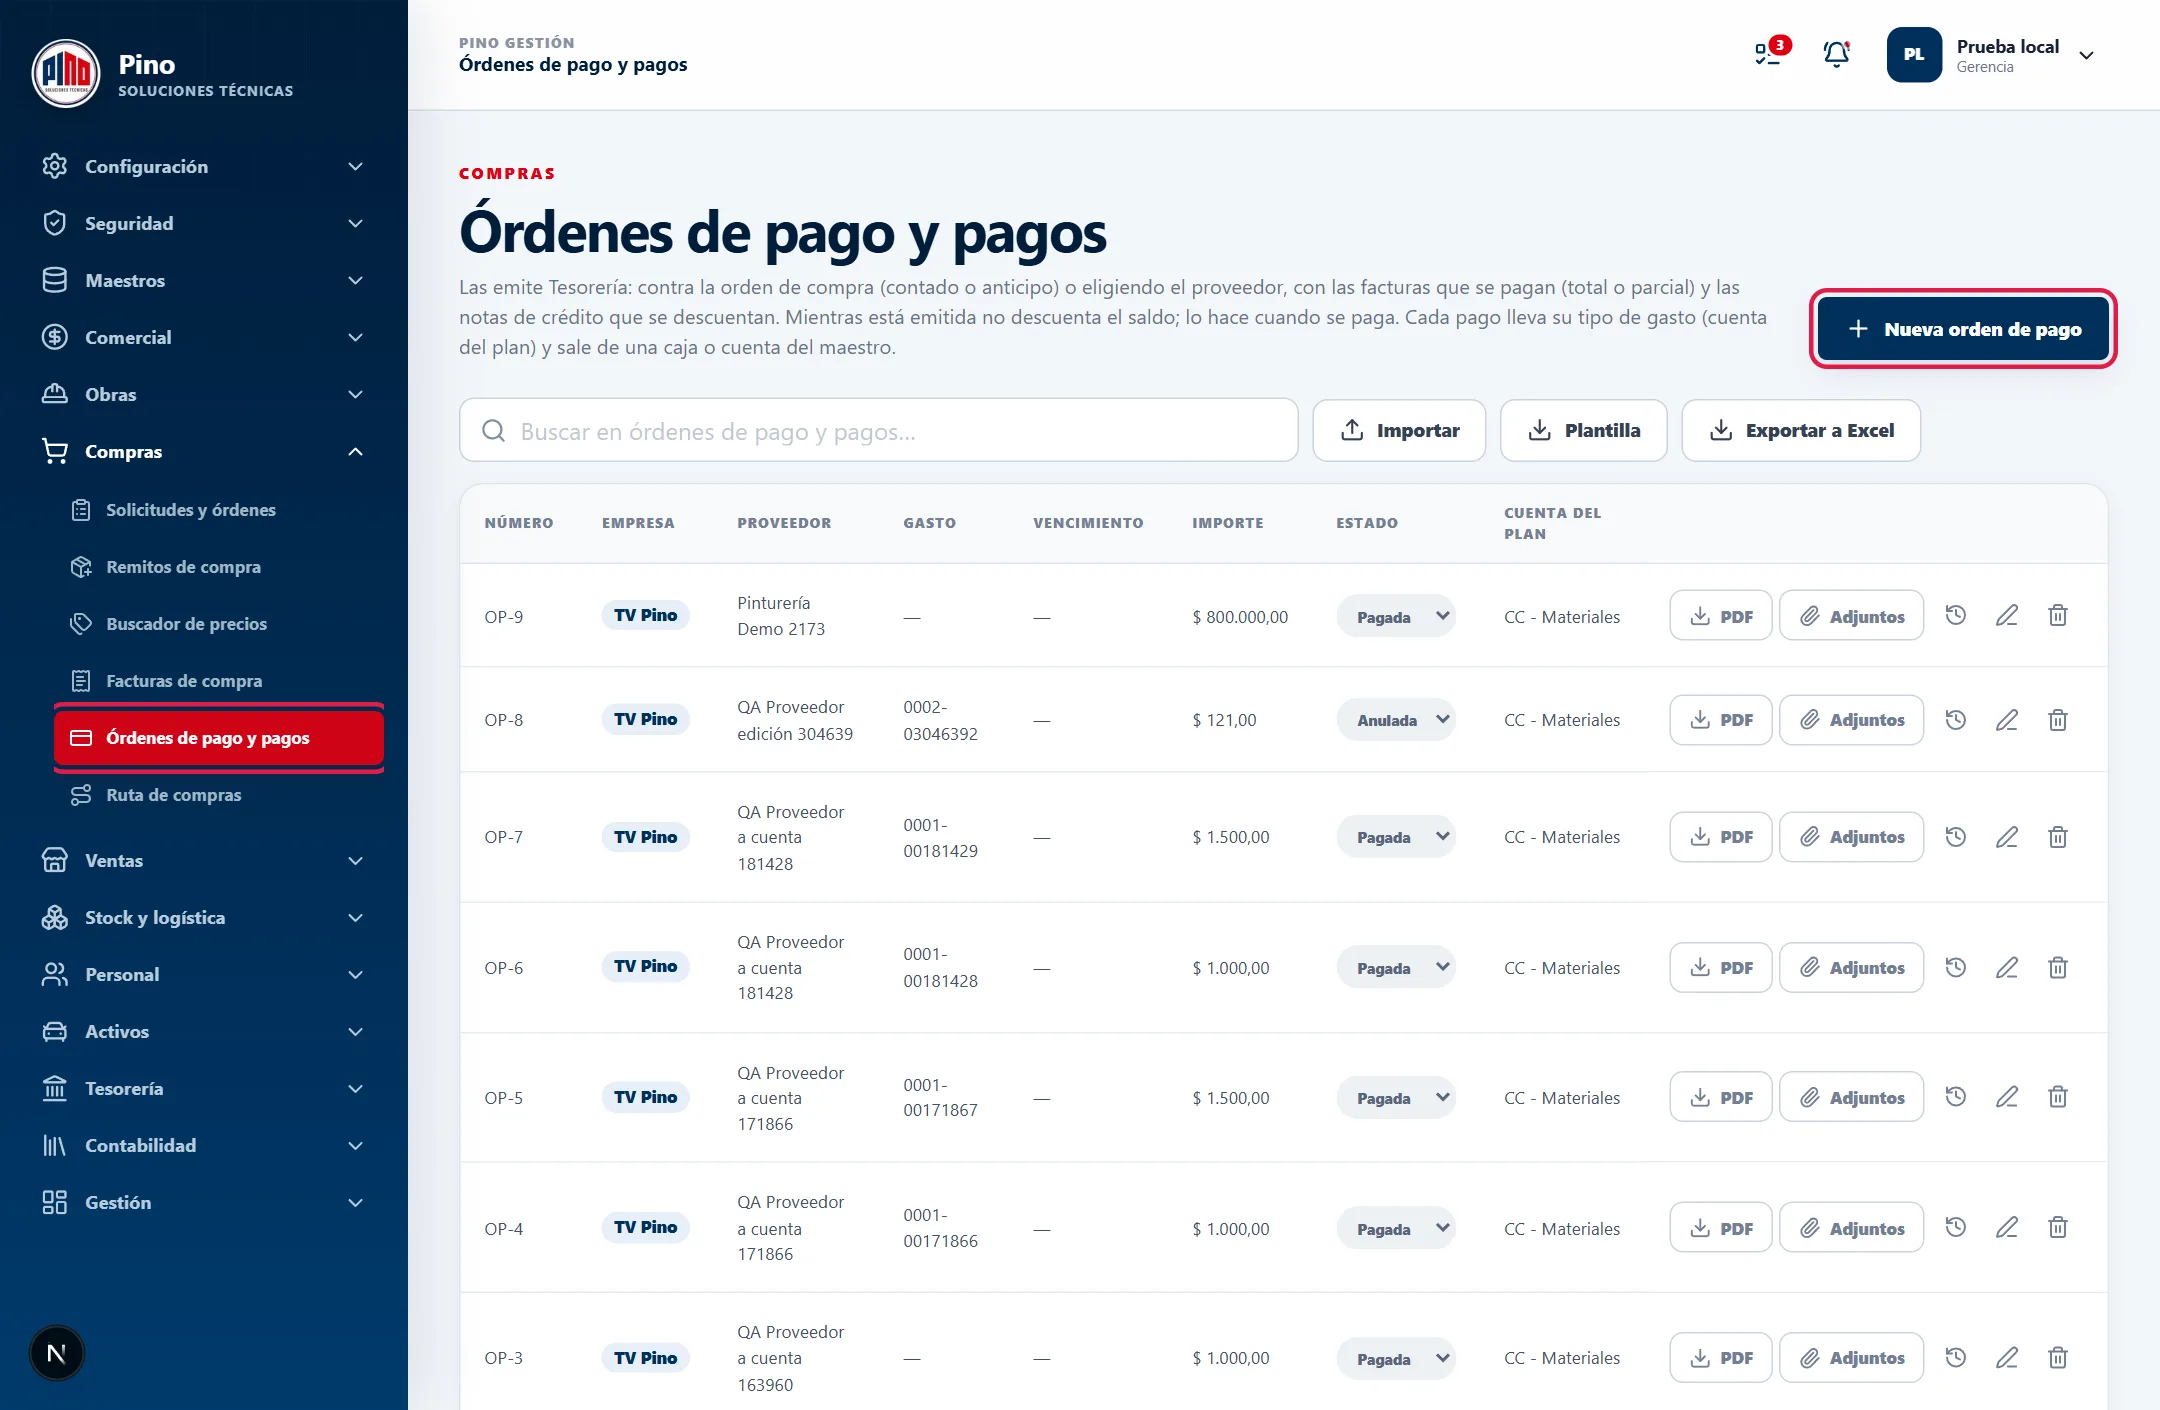 PINO
SOLUCIONES TECNICAS
Pino
SOLUCIONES TÉCNICAS
Configuración
Seguridad
Maestros
Comercial
Obras
Compras
Solicitudes y órdenes
Remitos de compra
Buscador de precios
Facturas de compra
Órdenes de pago y pagos
Ruta de compras
Ventas
Stock y logística
Personal
Activos
Tesorería
Contabilidad
Gestión
N
PINO GESTIÓN
Órdenes de pago y pagos
3
PL
Prueba local
Gerencia
COMPRAS
Órdenes de pago y pagos
Las emite Tesorería: contra la orden de compra (contado o anticipo) o eligiendo el proveedor, con las facturas que se pagan (total o parcial) y las
notas de crédito que se descuentan. Mientras está emitida no descuenta el saldo; lo hace cuando se paga. Cada pago lleva su tipo de gasto (cuenta
del plan) y sale de una caja o cuenta del maestro.
Nueva orden de pago
Buscar en órdenes de pago y pagos...
Importar
Plantilla
Exportar a Excel
NÚMERO EMPRESA PROVEEDOR GASTO VENCIMIENTO IMPORTE ESTADO CUENTA DEL
PLAN
OP-9 TV Pino Pinturería
Demo 2173 — — $ 800.000,00 Pagada CC - Materiales PDF Adjuntos
OP-8 TV Pino QA Proveedor
edición 304639 0002-
03046392 — $ 121,00 Anulada CC - Materiales PDF Adjuntos
OP-7 TV Pino QA Proveedor
a cuenta
181428 0001-
00181429 — $ 1.500,00 Pagada CC - Materiales PDF Adjuntos
OP-6 TV Pino QA Proveedor
a cuenta
181428 0001-
00181428 — $ 1.000,00 Pagada CC - Materiales PDF Adjuntos
OP-5 TV Pino QA Proveedor
a cuenta
171866 0001-
00171867 — $ 1.500,00 Pagada CC - Materiales PDF Adjuntos
OP-4 TV Pino QA Proveedor
a cuenta
171866 0001-
00171866 — $ 1.000,00 Pagada CC - Materiales PDF Adjuntos
OP-3 TV Pino QA Proveedor
a cuenta
163960 — — $ 1.000,00 Pagada CC - Materiales PDF Adjuntos